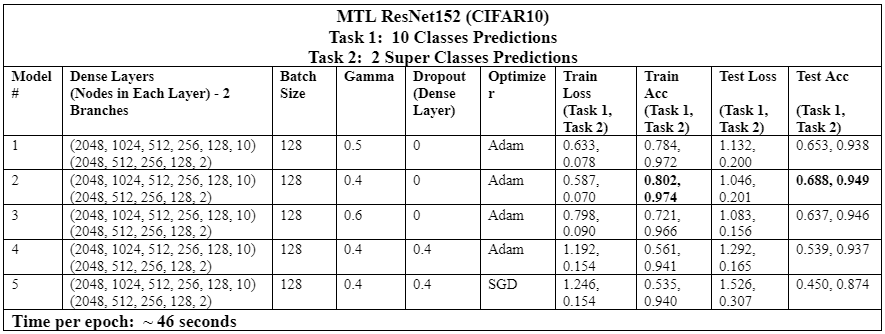 MTL ResNet152 (CIFAR10)
Task 1:  10 Classes Predictions
Task 2:  2 Super Classes Predictions
Model # | Dense Layers (Nodes in Each Layer) - 2 Branches | Batch Size | Gamma | Dropout (Dense Layer) | Optimizer | Train Loss (Task 1, Task 2) | Train Acc (Task 1, Task 2) | Test Loss (Task 1, Task 2) | Test Acc (Task 1, Task 2)
1 | (2048, 1024, 512, 256, 128, 10) (2048, 512, 256, 128, 2) | 128 | 0.5 | 0 | Adam | 0.633, 0.078 | 0.784, 0.972 | 1.132, 0.200 | 0.653, 0.938
2 | (2048, 1024, 512, 256, 128, 10) (2048, 512, 256, 128, 2) | 128 | 0.4 | 0 | Adam | 0.587, 0.070 | 0.802, 0.974 | 1.046, 0.201 | 0.688, 0.949
3 | (2048, 1024, 512, 256, 128, 10) (2048, 512, 256, 128, 2) | 128 | 0.6 | 0 | Adam | 0.798, 0.090 | 0.721, 0.966 | 1.083, 0.156 | 0.637, 0.946
4 | (2048, 1024, 512, 256, 128, 10) (2048, 512, 256, 128, 2) | 128 | 0.4 | 0.4 | Adam | 1.192, 0.154 | 0.561, 0.941 | 1.292, 0.165 | 0.539, 0.937
5 | (2048, 1024, 512, 256, 128, 10) (2048, 512, 256, 128, 2) | 128 | 0.4 | 0.4 | SGD | 1.246, 0.154 | 0.535, 0.940 | 1.526, 0.307 | 0.450, 0.874
Time per epoch:  ~ 46 seconds